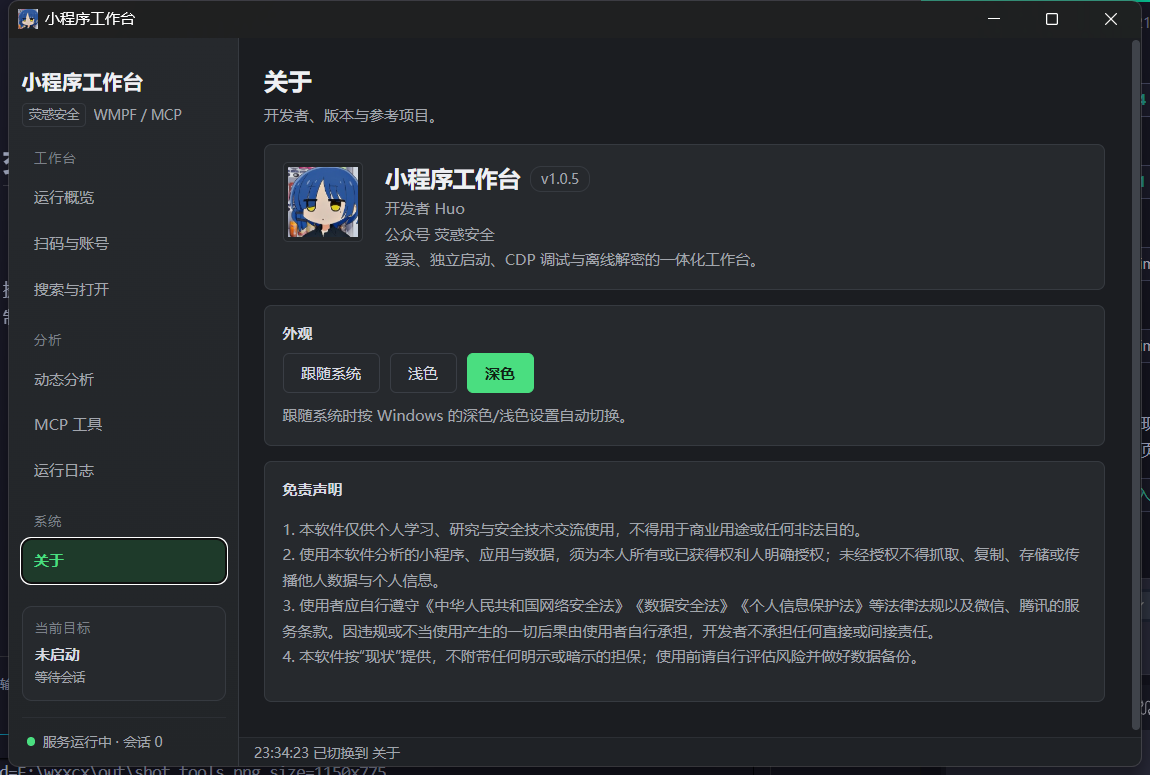 小程序工作台
小程序工作台
荧惑安全 WMPF / MCP
工作台
运行概览
扫码与账号
搜索与打开
分析
动态分析
MCP 工具
运行日志
系统
关于
当前目标
未启动
等待会话
服务运行中 · 会话 0
关于
开发者、版本与参考项目。
小程序工作台 v1.0.5
开发者 Huo
公众号 荧惑安全
登录、独立启动、CDP 调试与离线解密的一体化工作台。
外观
跟随系统 浅色 深色
跟随系统时按 Windows 的深色/浅色设置自动切换。
免责声明
1. 本软件仅供个人学习、研究与安全技术交流使用，不得用于商业用途或任何非法目的。
2. 使用本软件分析的小程序、应用与数据，须为本人所有或已获得权利人明确授权；未经授权不得抓取、复制、存储或传
播他人数据与个人信息。
3. 使用者应自行遵守《中华人民共和国网络安全法》《数据安全法》《个人信息保护法》等法律法规以及微信、腾讯的服
务条款。因违规或不当使用产生的一切后果由使用者自行承担，开发者不承担任何直接或间接责任。
4. 本软件按“现状”提供，不附带任何明示或暗示的担保；使用前请自行评估风险并做好数据备份。
23:34:23 已切换到 关于